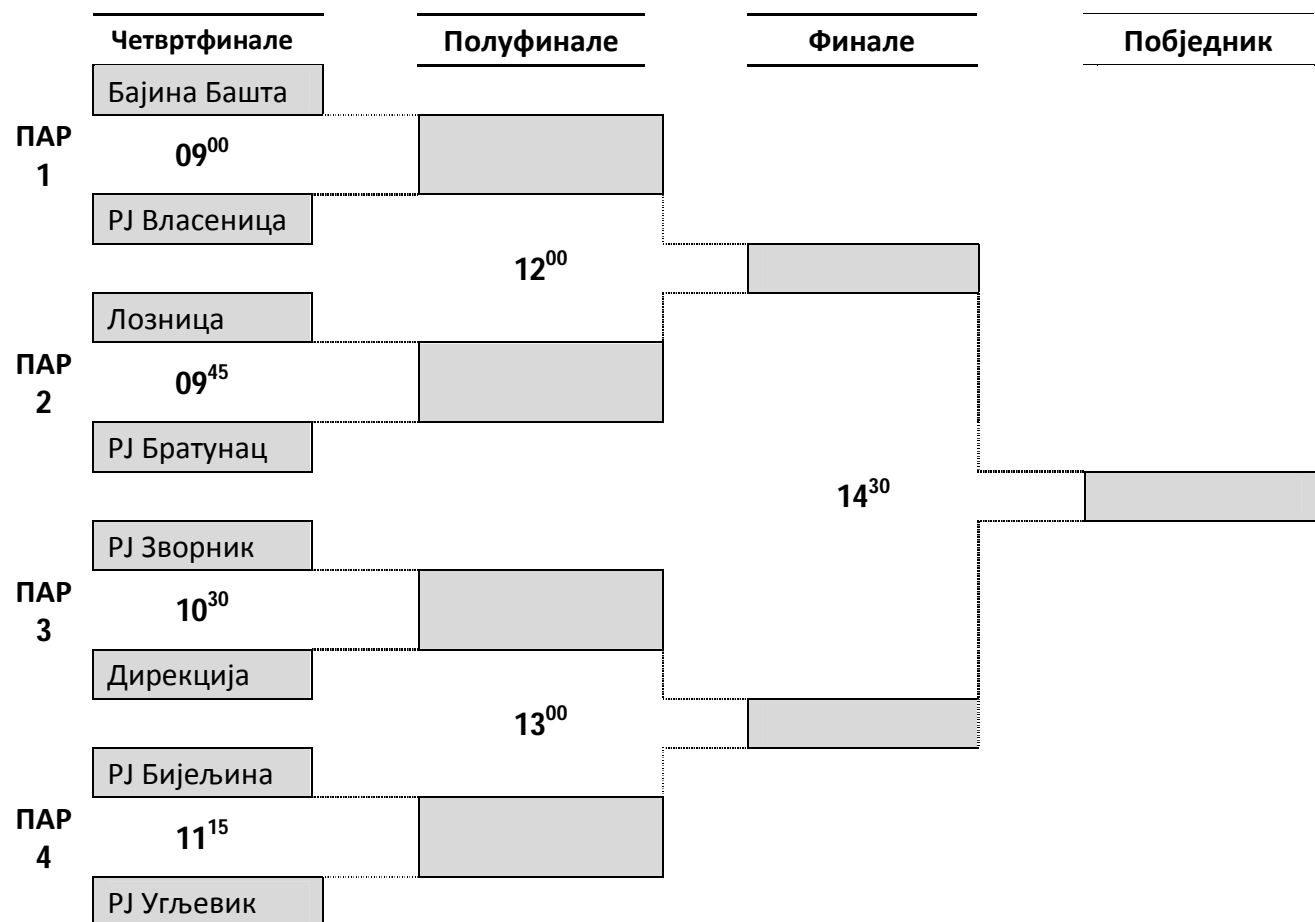 Четвртфинале Полуфинале Финале Побједник
Бајина Башта
ПАР
1
09⁰⁰
РЈ Власеница
12⁰⁰
Лозница
ПАР
2
09⁴⁵
РЈ Братунац
14³⁰
РЈ Зворник
ПАР
3
10³⁰
Дирекција
13⁰⁰
РЈ Бијељина
ПАР
4
11¹⁵
РЈ Угљевик